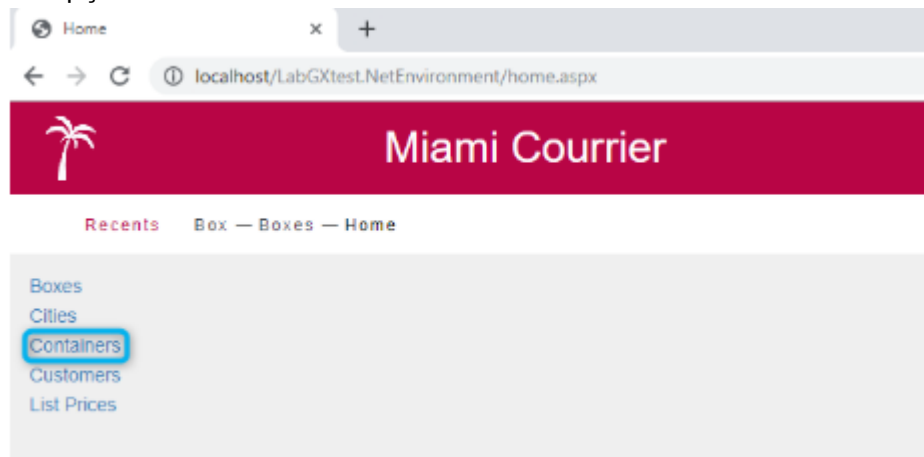 Home
localhost/LabGXtest.NetEnvironment/home.aspx
Miami Courrier
Recents Box — Boxes — Home
Boxes
Cities
Containers
Customers
List Prices